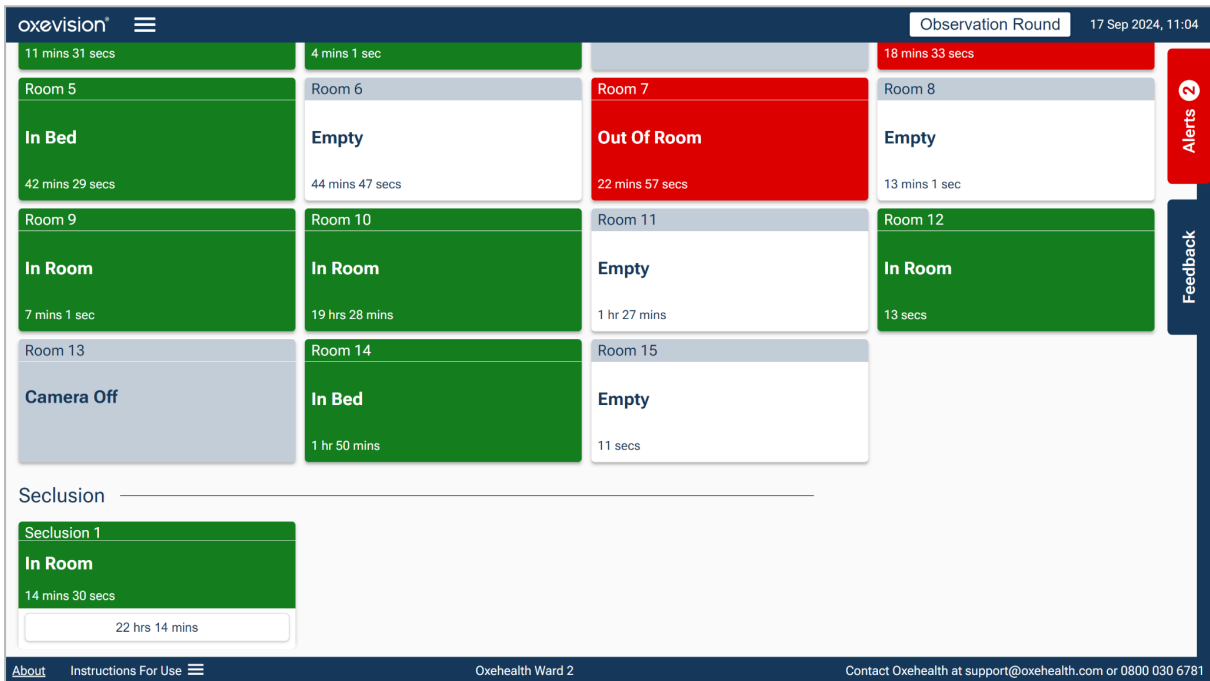 oxevision®
Observation Round
17 Sep 2024, 11:04
11 mins 31 secs
4 mins 1 sec
18 mins 33 secs
Room 5
In Bed
42 mins 29 secs
Room 6
Empty
44 mins 47 secs
Room 7
Out Of Room
22 mins 57 secs
Room 8
Empty
13 mins 1 sec
Alerts 2
Room 9
In Room
7 mins 1 sec
Room 10
In Room
19 hrs 28 mins
Room 11
Empty
1 hr 27 mins
Room 12
In Room
13 secs
Feedback
Room 13
Camera Off
Room 14
In Bed
1 hr 50 mins
Room 15
Empty
11 secs
Seclusion
Seclusion 1
In Room
14 mins 30 secs
22 hrs 14 mins
About
Instructions For Use
Oxehealth Ward 2
Contact Oxehealth at support@oxehealth.com or 0800 030 6781